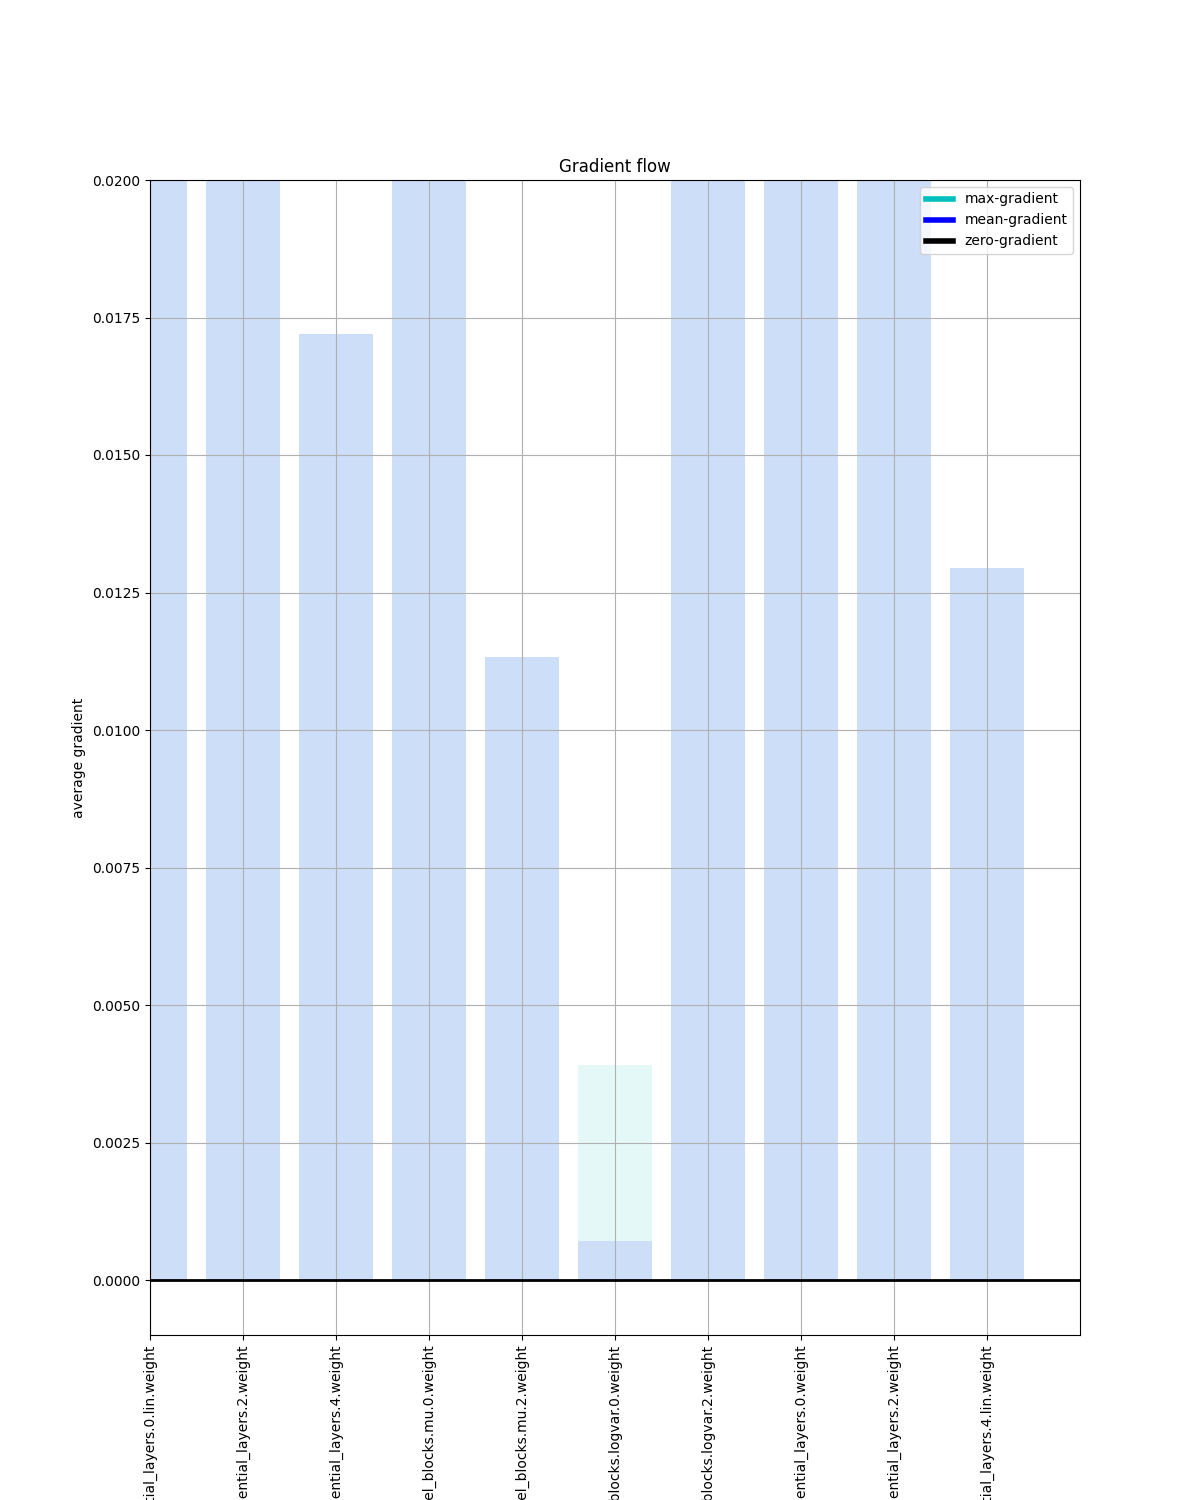 Gradient flow
max-gradient
mean-gradient
zero-gradient
0.0200
0.0175
0.0150
0.0125
0.0100
0.0075
0.0050
0.0025
0.0000
average gradient
tial_layers.0.lin.weight
ential_layers.2.weight
ential_layers.4.weight
el_blocks.mu.0.weight
el_blocks.mu.2.weight
blocks.logvar.0.weight
blocks.logvar.2.weight
ential_layers.0.weight
ential_layers.2.weight
tial_layers.4.lin.weight